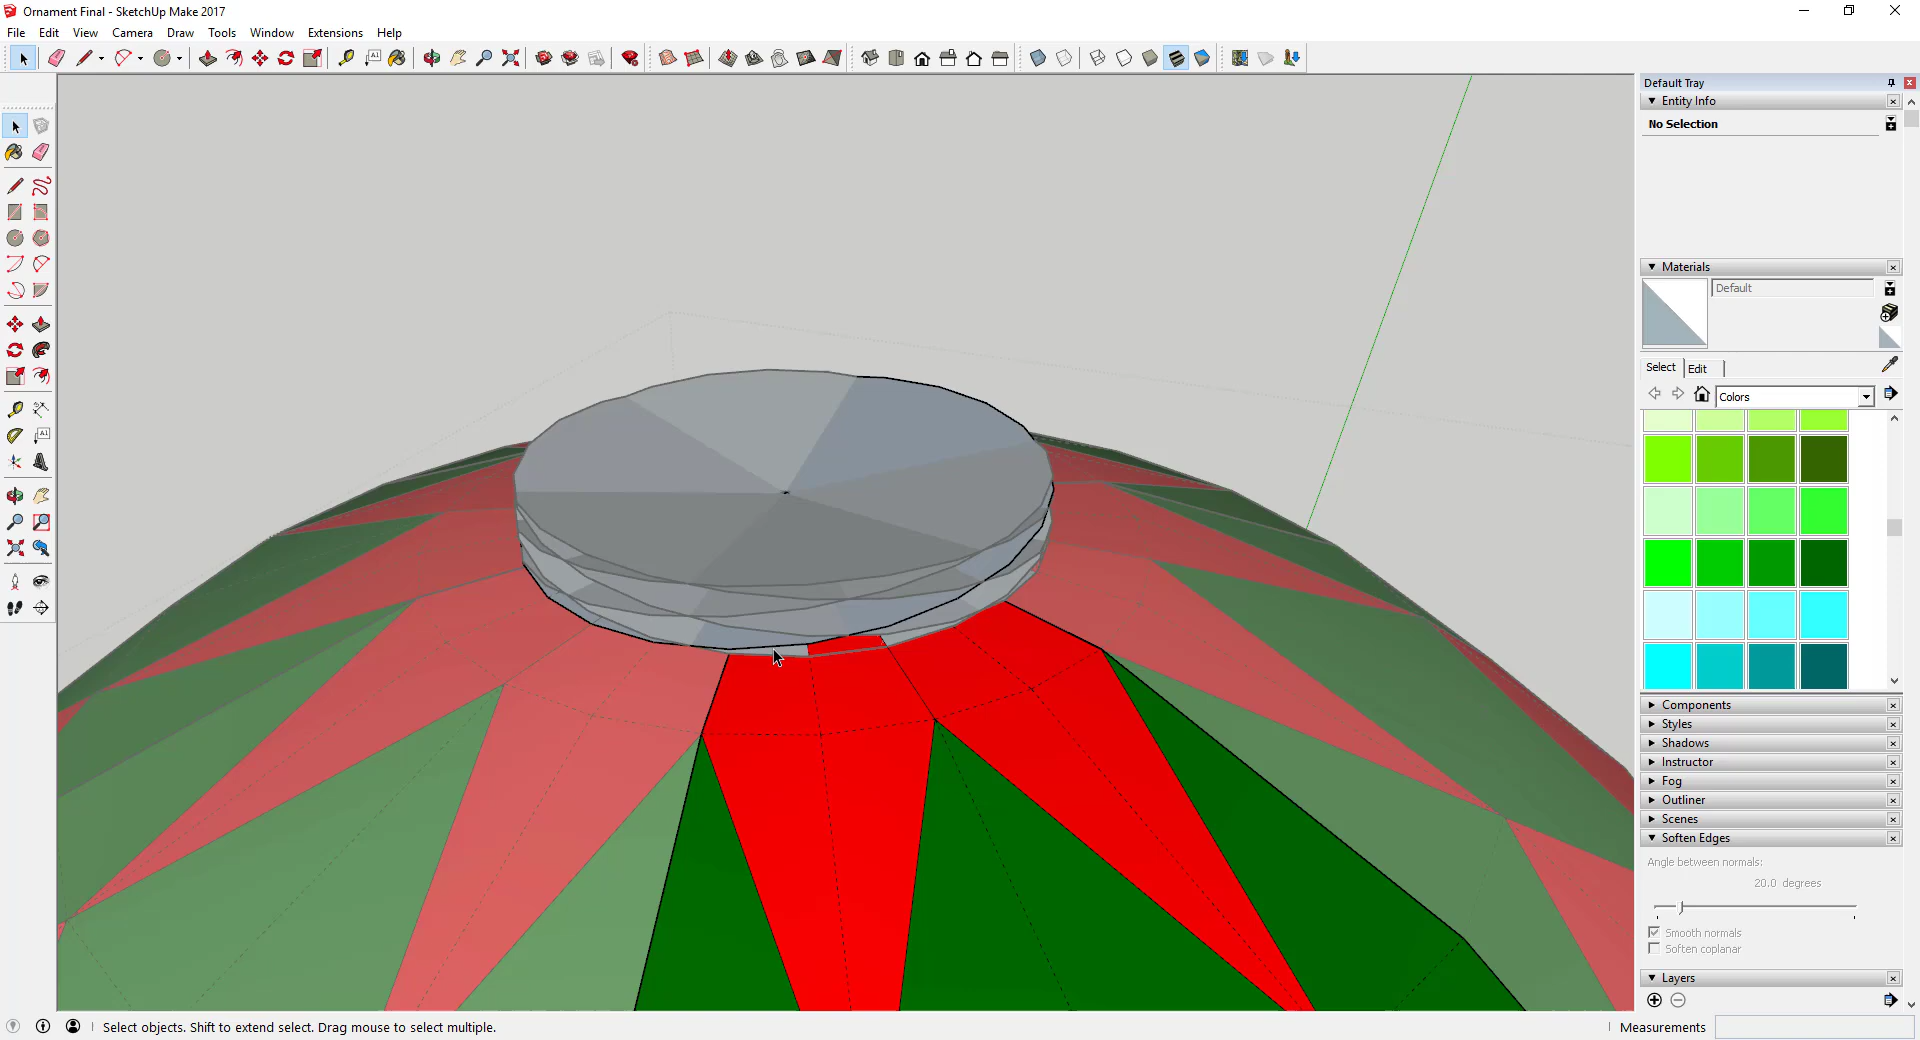 Ornament Final - SketchUp Make 2017
File Edit View Camera Draw Tools Window Extensions Help
Default Tray
Entity Info
No Selection
Materials
Default
Select Edit
Colors
Components
Styles
Shadows
Instructor
Fog
Outliner
Scenes
Soften Edges
Angle between normals:
20.0 degrees
Smooth normals
Soften coplanar
Layers
Select objects. Shift to extend select. Drag mouse to select multiple.
Measurements